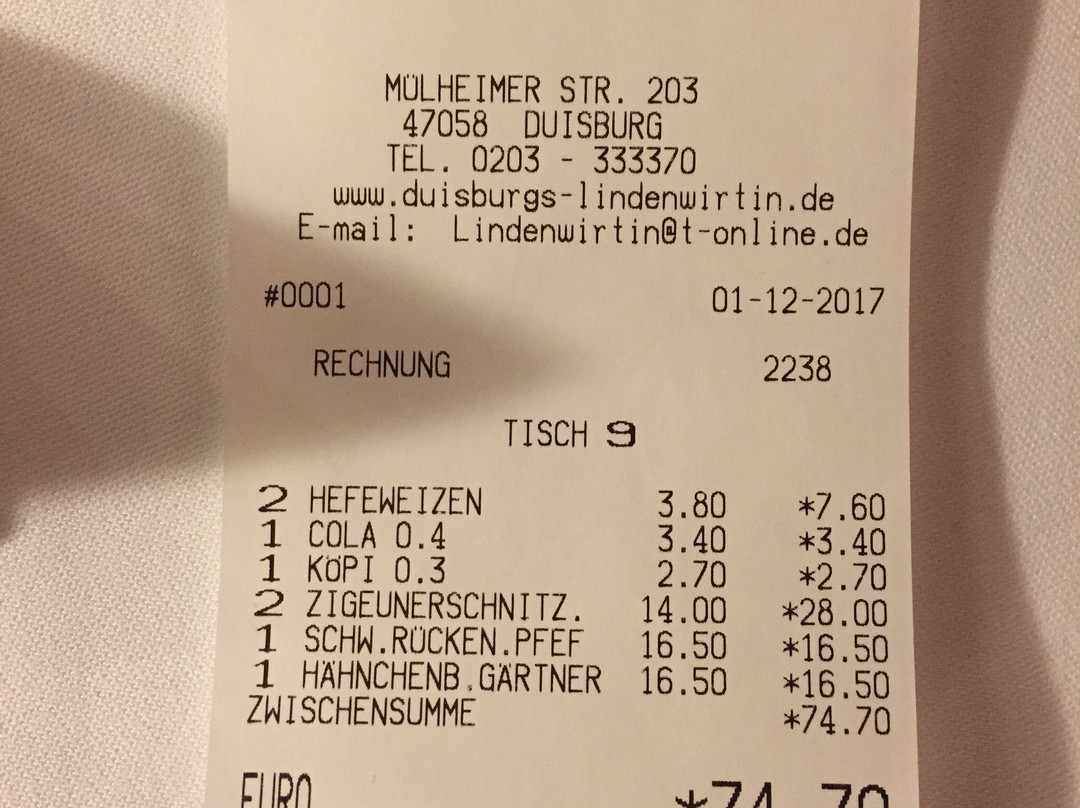 MÜLHEIMER STR. 203
47058 DUISBURG
TEL. 0203 - 333370
www.duisburgs-lindenwirtin.de
E-mail: Lindenwirtin@t-online.de
#0001 01-12-2017
RECHNUNG 2238
TISCH 9
2 HEFEWEIZEN 3.80 *7.60
1 COLA 0.4 3.40 *3.40
1 KÖPI 0.3 2.70 *2.70
2 ZIGEUNERSCHNITZ. 14.00 *28.00
1 SCHW.RÜCKEN.PFEF 16.50 *16.50
1 HÄHNCHENB.GÄRTNER 16.50 *16.50
ZWISCHENSUMME *74.70
EURO *74.70